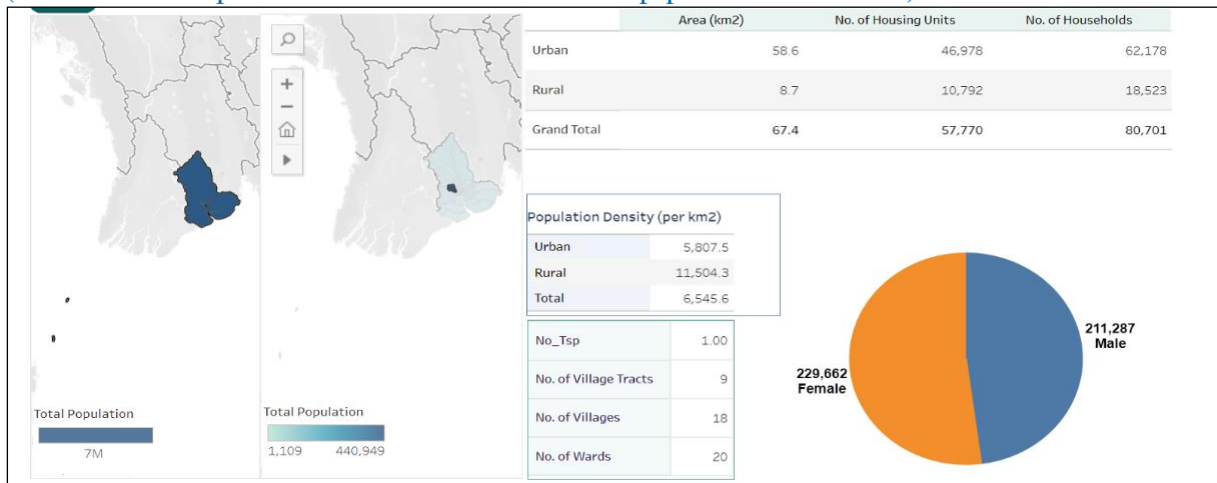 Area (km2) No. of Housing Units No. of Households
Urban 58.6 46,978 62,178
Rural 8.7 10,792 18,523
Grand Total 67.4 57,770 80,701
Population Density (per km2)
Urban 5,807.5
Rural 11,504.3
Total 6,545.6
No_Tsp 1.00
No. of Village Tracts 9
No. of Villages 18
No. of Wards 20
211,287
Male
229,662
Female
Total Population
7M
Total Population
1,109 440,949